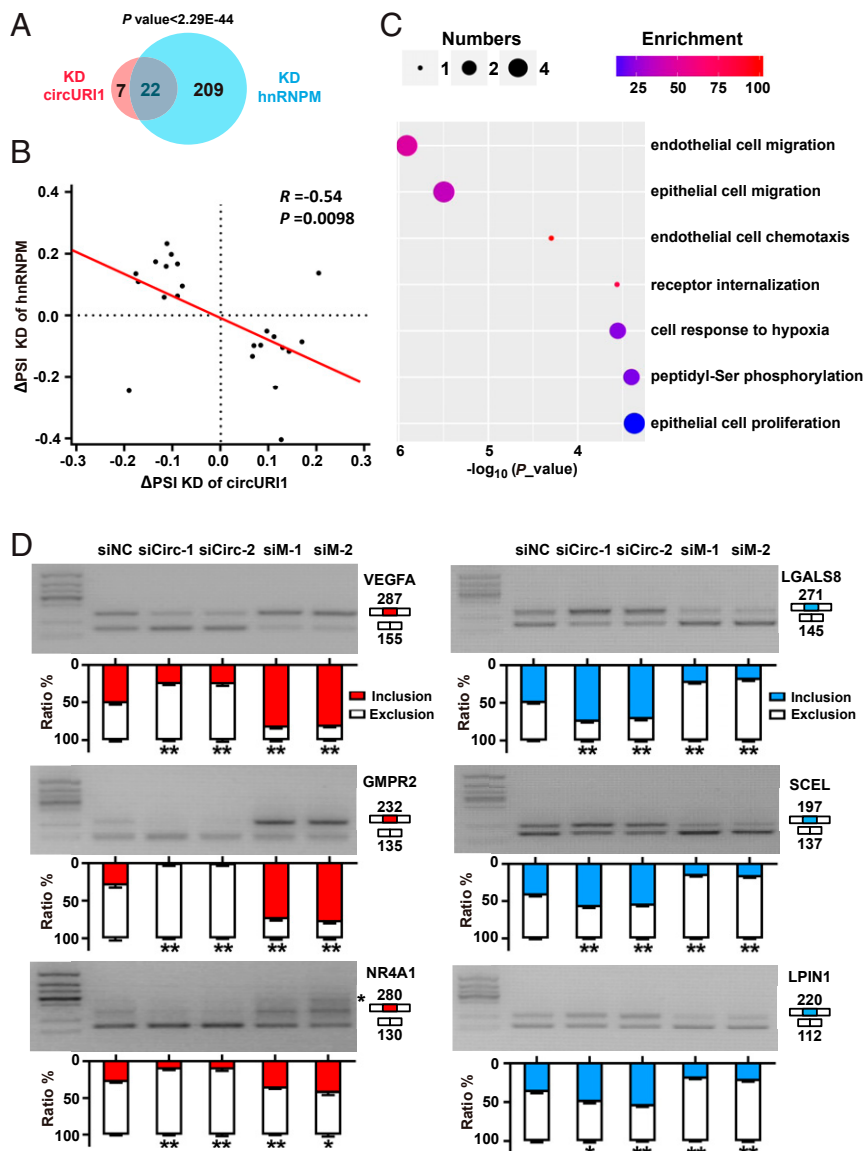 A
P value<2.29E-44
KD
circURI1
7
22
209
KD
hnRNPM
B
ΔPSI KD of hnRNPM
0.4
0.2
0.0
-0.2
-0.4
R =-0.54
P =0.0098
-0.3 -0.2 -0.1 0.0 0.1 0.2 0.3
ΔPSI KD of circURI1
C
Numbers
1 2 4
Enrichment
25 50 75 100
endothelial cell migration
epithelial cell migration
endothelial cell chemotaxis
receptor internalization
cell response to hypoxia
peptidyl-Ser phosphorylation
epithelial cell proliferation
6 5 4
-log10 (P_value)
D
siNC siCirc-1 siCirc-2 siM-1 siM-2
VEGFA
287
155
Ratio %
0
50
100
Inclusion
Exclusion
** ** ** **
GMPR2
232
135
Ratio %
0
50
100
** ** ** **
NR4A1
*
280
130
Ratio %
0
50
100
** ** ** *
siNC siCirc-1 siCirc-2 siM-1 siM-2
LGALS8
271
145
Ratio %
0
50
100
Inclusion
Exclusion
** ** ** **
SCEL
197
137
Ratio %
0
50
100
** ** ** **
LPIN1
220
112
Ratio %
0
50
100
* ** ** **